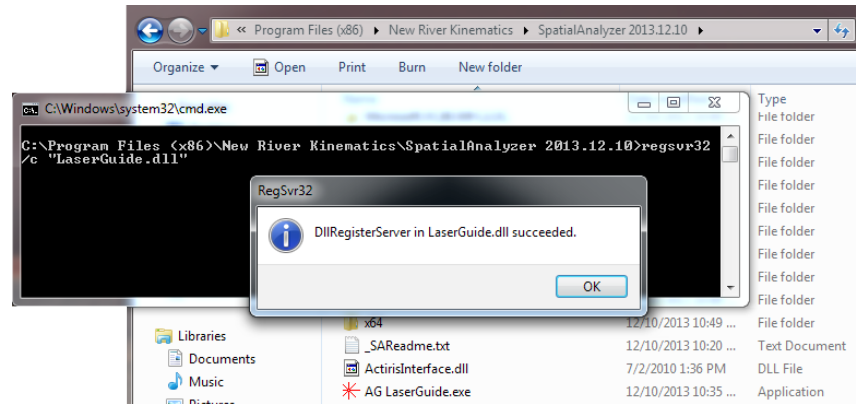 « Program Files (x86) ▸ New River Kinematics ▸ SpatialAnalyzer 2013.12.10 ▸
Organize ▾ Open Print Burn New folder
C:\Windows\system32\cmd.exe
Type
File folder
C:\Program Files (x86)\New River Kinematics\SpatialAnalyzer 2013.12.10>regsvr32
/c "LaserGuide.dll"
File folder
File folder
File folder
RegSvr32
File folder
File folder
DllRegisterServer in LaserGuide.dll succeeded.
File folder
File folder
OK
File folder
x64 12/10/2013 10:49 ... File folder
Libraries
_SAReadme.txt 12/10/2013 10:20 ... Text Document
Documents
ActirisInterface.dll 7/2/2010 1:36 PM DLL File
Music
AG LaserGuide.exe 12/10/2013 10:35 ... Application
Pictures